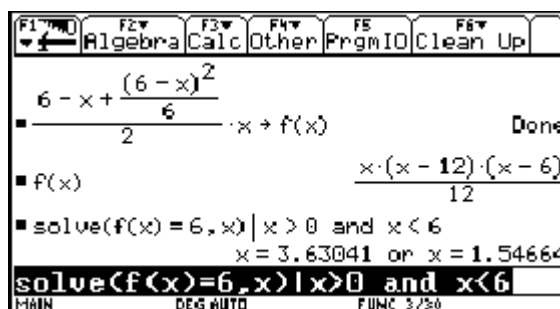 F1 F2 Algebra F3 Calc F4 Other F5 PrgmIO F6 Clean Up
6 - x + (6 - x)^2/6
/2 · x → f(x) Done
f(x) x·(x - 12)·(x - 6)/12
solve(f(x) = 6, x) | x > 0 and x < 6
x = 3.63041 or x = 1.54664
solve(f(x)=6,x)|x>0 and x<6
MAIN DEG AUTO FUNC 3/30